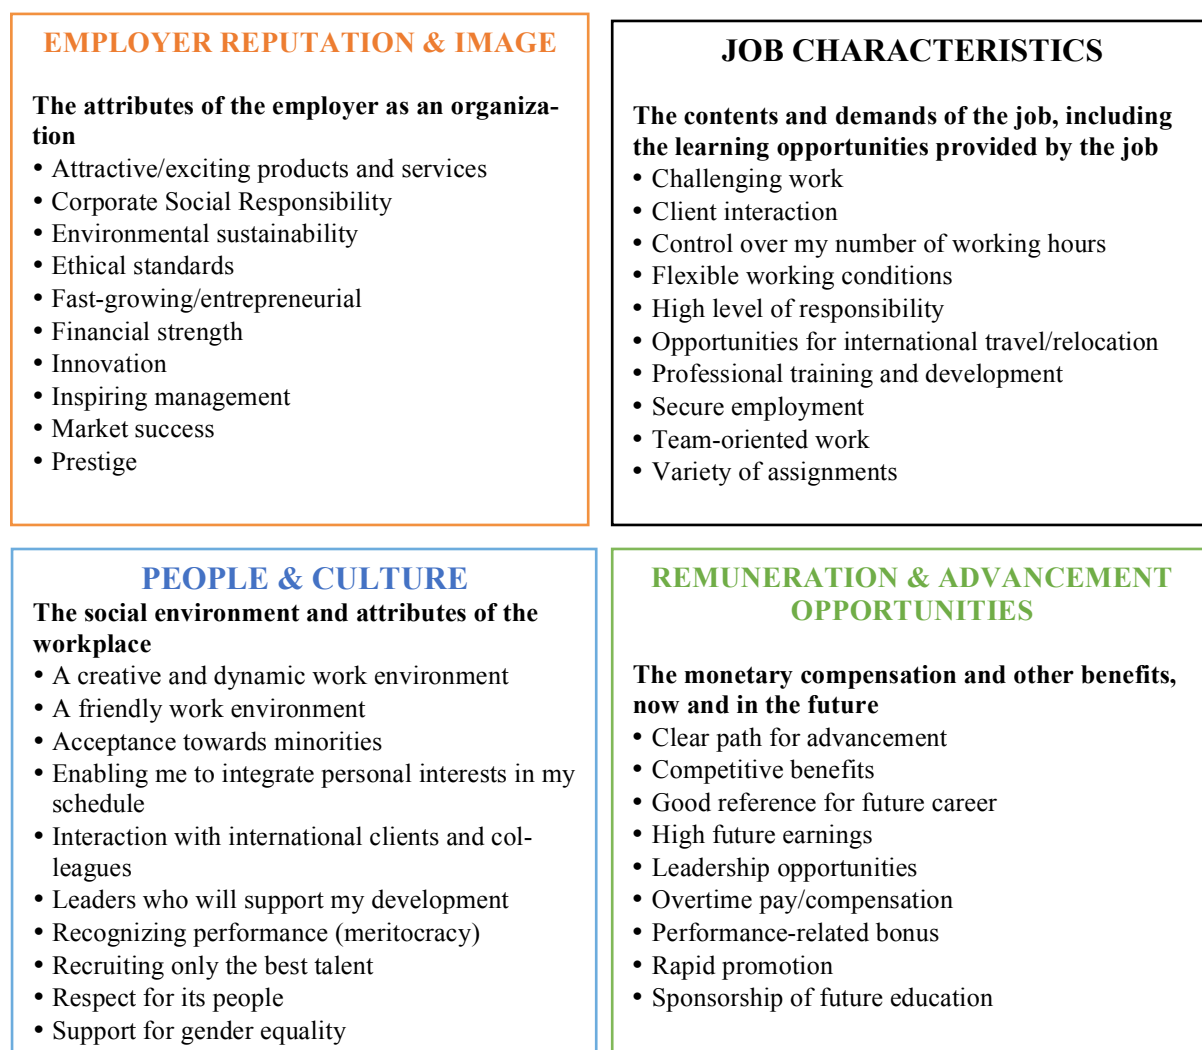 EMPLOYER REPUTATION & IMAGE
The attributes of the employer as an organiza-
tion
• Attractive/exciting products and services
• Corporate Social Responsibility
• Environmental sustainability
• Ethical standards
• Fast-growing/entrepreneurial
• Financial strength
• Innovation
• Inspiring management
• Market success
• Prestige
JOB CHARACTERISTICS
The contents and demands of the job, including
the learning opportunities provided by the job
• Challenging work
• Client interaction
• Control over my number of working hours
• Flexible working conditions
• High level of responsibility
• Opportunities for international travel/relocation
• Professional training and development
• Secure employment
• Team-oriented work
• Variety of assignments
PEOPLE & CULTURE
The social environment and attributes of the
workplace
• A creative and dynamic work environment
• A friendly work environment
• Acceptance towards minorities
• Enabling me to integrate personal interests in my
schedule
• Interaction with international clients and col-
leagues
• Leaders who will support my development
• Recognizing performance (meritocracy)
• Recruiting only the best talent
• Respect for its people
• Support for gender equality
REMUNERATION & ADVANCEMENT
OPPORTUNITIES
The monetary compensation and other benefits,
now and in the future
• Clear path for advancement
• Competitive benefits
• Good reference for future career
• High future earnings
• Leadership opportunities
• Overtime pay/compensation
• Performance-related bonus
• Rapid promotion
• Sponsorship of future education